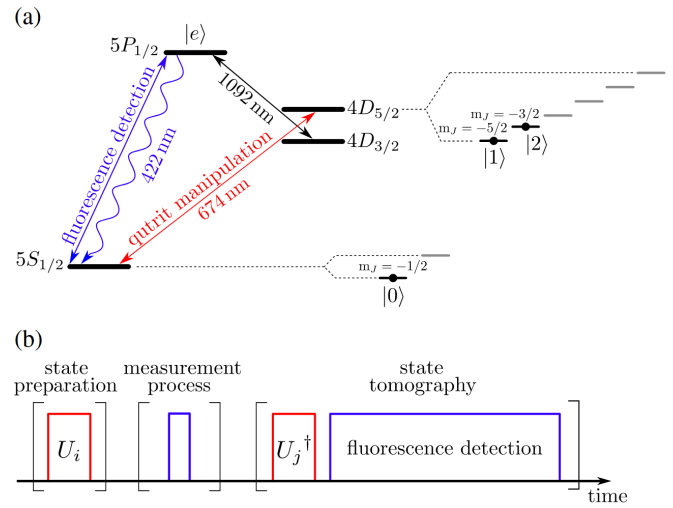 (a)
5P1/2
|e⟩
1092 nm
4D5/2
4D3/2
mJ = −3/2
mJ = −5/2
|1⟩
|2⟩
fluorescence detection
422 nm
qutrit manipulation
674 nm
5S1/2
mJ = −1/2
|0⟩
(b)
state
preparation
measurement
process
state
tomography
Ui
Uj†
fluorescence detection
time